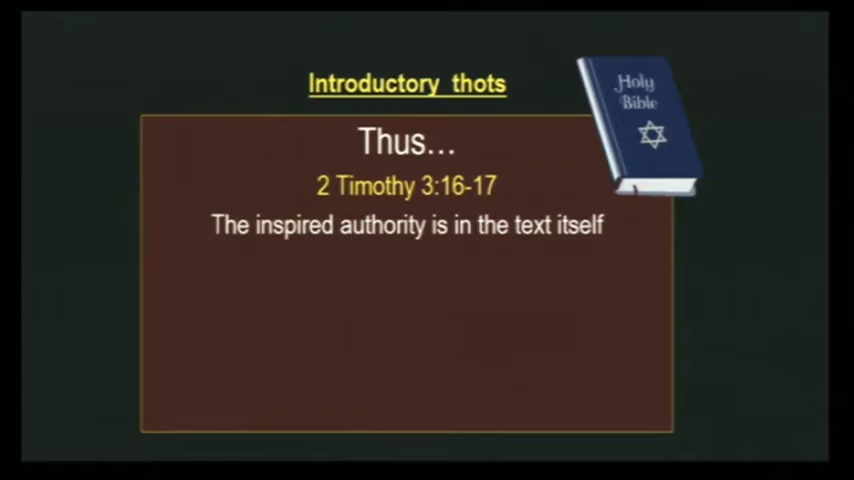 Introductory thots
Holy
Bible
Thus...
2 Timothy 3:16-17
The inspired authority is in the text itself